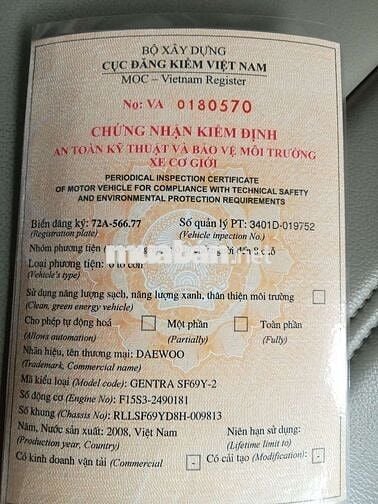 BỘ XÂY DỰNG
CỤC ĐĂNG KIỂM VIỆT NAM
MOC – Vietnam Register
No: VA 0180570
CHỨNG NHẬN KIỂM ĐỊNH
AN TOÀN KỸ THUẬT VÀ BẢO VỆ MÔI TRƯỜNG
XE CƠ GIỚI
PERIODICAL INSPECTION CERTIFICATE
OF MOTOR VEHICLE FOR COMPLIANCE WITH TECHNICAL SAFETY
AND ENVIRONMENTAL PROTECTION REQUIREMENTS
Biển đăng ký: 72A-566.77 Số quản lý PT: 3401D-019752
(Registration plate) (Vehicle inspection No.)
Nhóm phương tiện
muaban.net
Loại phương tiện: ô tô con
(Vehicle's type)
Sử dụng năng lượng sạch, năng lượng xanh, thân thiện môi trường
(Clean, green energy vehicle)
Cho phép tự động hoá Một phần Toàn phần
(Allows automation) (Partially) (Fully)
Nhãn hiệu, tên thương mại: DAEWOO
(Trademark, Commercial name)
Mã kiểu loại (Model code): GENTRA SF69Y-2
Số động cơ (Engine No): F15S3-2490181
Số khung (Chassis No): RLLSF69YD8H-009813
Năm, Nước sản xuất: 2008, Việt Nam Niên hạn sử dụng:
(Production year, Country) (Lifetime limit to)
Có kinh doanh vận tải (Commercial - Có cải tạo (Modification): -